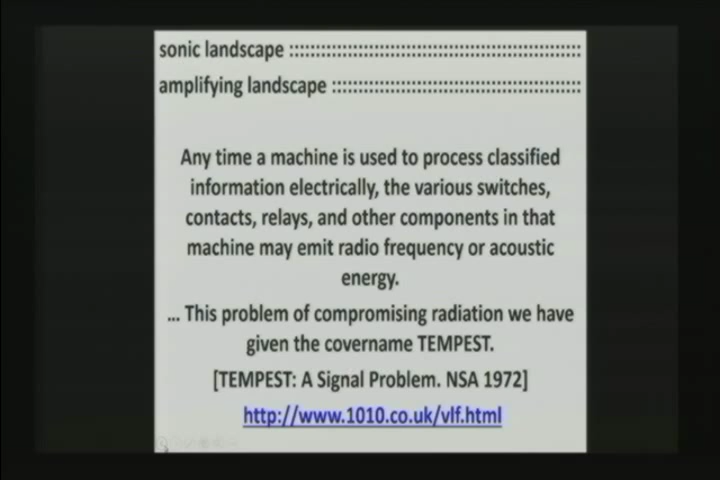 sonic landscape ::::::::::::::::::::::::::::::::::::::::::::::::::::::
amplifying landscape ::::::::::::::::::::::::::::::::::::::::::::::
Any time a machine is used to process classified
information electrically, the various switches,
contacts, relays, and other components in that
machine may emit radio frequency or acoustic
energy.
... This problem of compromising radiation we have
given the covername TEMPEST.
[TEMPEST: A Signal Problem. NSA 1972]
http://www.1010.co.uk/vlf.html